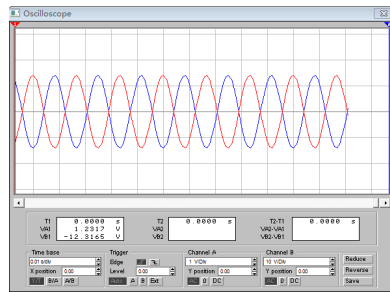 Oscilloscope
T1 0.0000 s
VA1 1.2317 V
VB1 -12.3165 V
T2 0.0000 s
VA2
VB2
T2-T1 0.0000 s
VA2-VA1
VB2-VB1
Time base
0.01 s/div
X position 0.00
Y/T B/A A/B
Trigger
Edge
Level 0.00
Auto A B Ext
Channel A
1 V/Div
Y position 0.00
AC 0 DC
Channel B
10 V/Div
Y position 0.00
AC 0 DC
Reduce
Reverse
Save